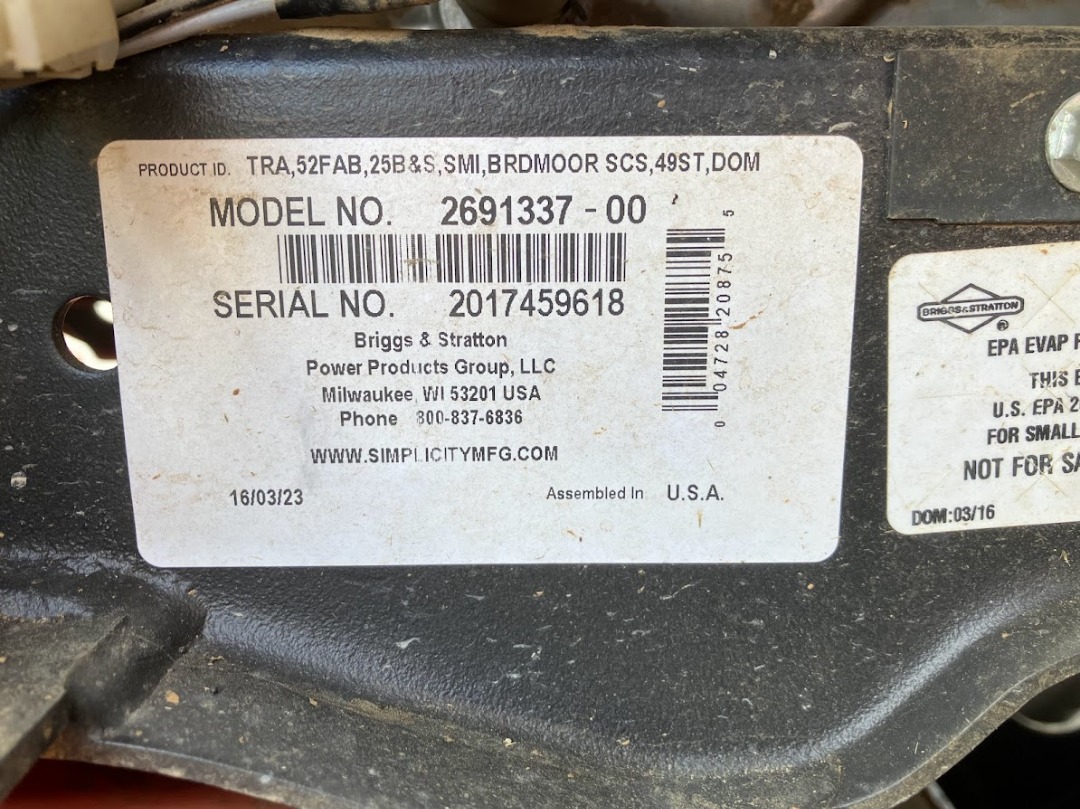 PRODUCT ID. TRA,52FAB,25B&S,SMI,BRDMOOR SCS,49ST,DOM
MODEL NO. 2691337 - 00
SERIAL NO. 2017459618
Briggs & Stratton
Power Products Group, LLC
Milwaukee, WI 53201 USA
Phone 800-837-6836
WWW.SIMPLICITYMFG.COM
16/03/23 Assembled In U.S.A.
0 04728 20875 5
BRIGGS&STRATTON
®
EPA EVAP
THIS
U.S. EPA 2
FOR SMALL
NOT FOR
DOM:03/16